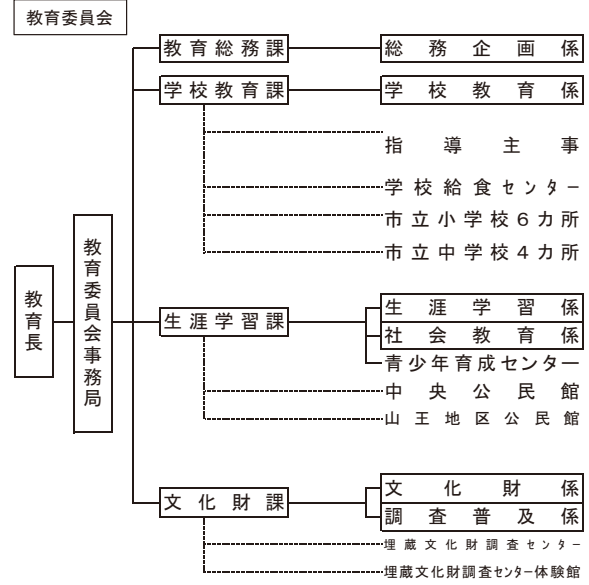 教育委員会
教育総務課
総務企画係
学校教育課
学校教育係
指導主事
学校給食センター
市立小学校6カ所
市立中学校4カ所
教育長
教育委員会事務局
生涯学習課
生涯学習係
社会教育係
青少年育成センター
中央公民館
山王地区公民館
文化財課
文化財係
調査普及係
埋蔵文化財調査センター
埋蔵文化財調査センター体験館